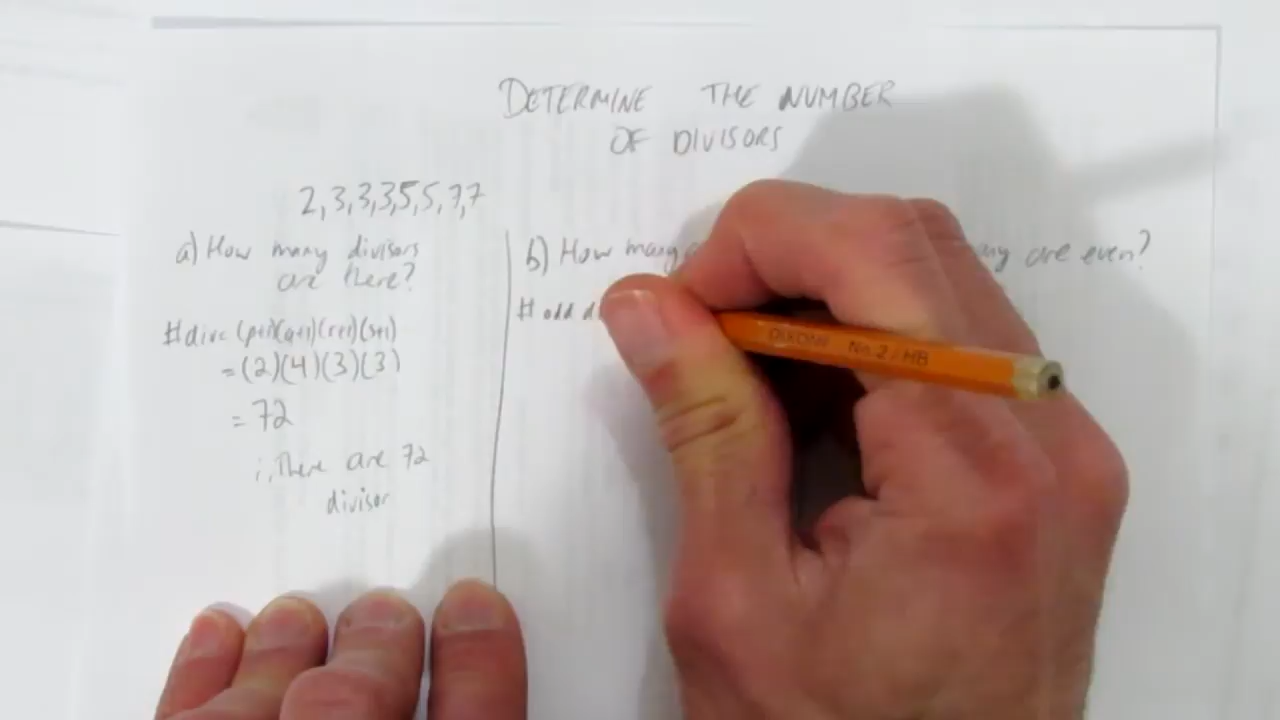 DETERMINE THE NUMBER
OF DIVISORS
2,3,3,3,5,5,7,7
a) How many divisors
are there?
# div = (p+1)(q+1)(r+1)(s+1)
= (2)(4)(3)(3)
= 72
∴ There are 72
divisor
b) How many any are even?
# odd d
DIXON No. 2 / HB